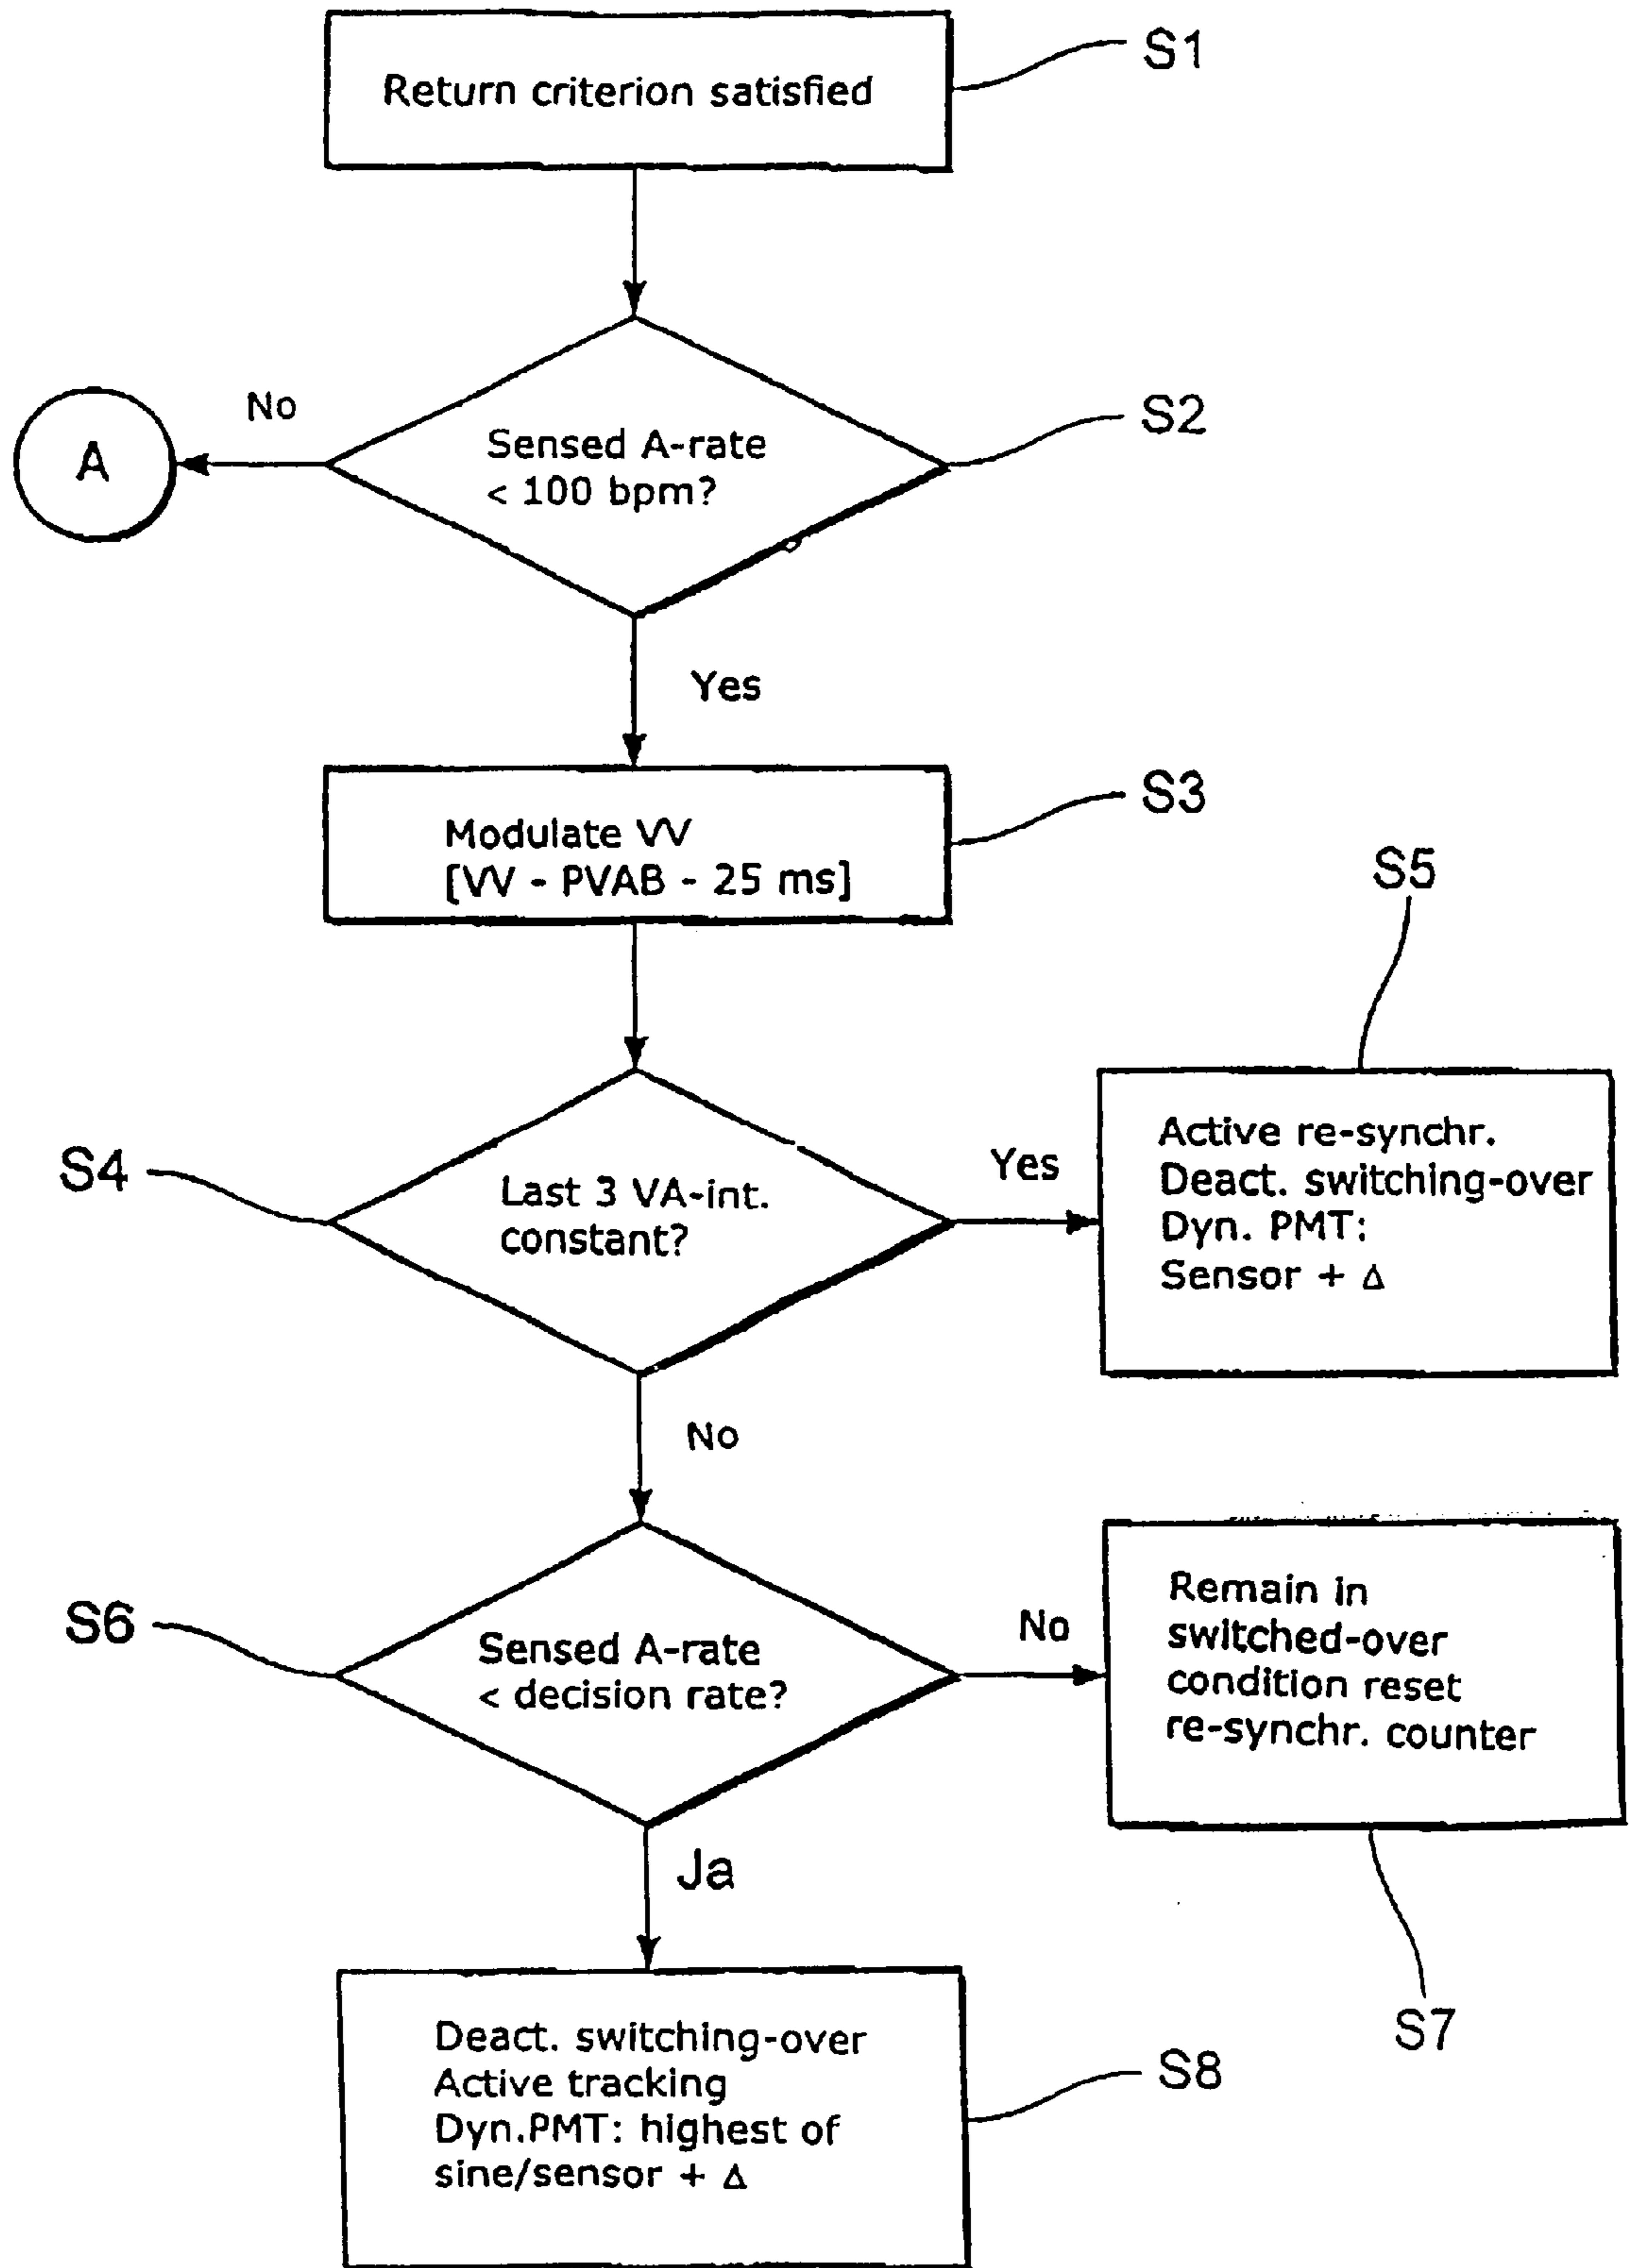 Return criterion satisfied
S1
No
A
Sensed A-rate
< 100 bpm?
S2
Yes
Modulate VV
[VV - PVAB - 25 ms]
S3
S5
S4
Last 3 VA-int.
constant?
Yes
Active re-synchr.
Deact. switching-over
Dyn. PMT:
Sensor + Δ
No
S6
Sensed A-rate
< decision rate?
No
Remain in
switched-over
condition reset
re-synchr. counter
Ja
S7
Deact. switching-over
Active tracking
Dyn.PMT: highest of
sine/sensor + Δ
S8